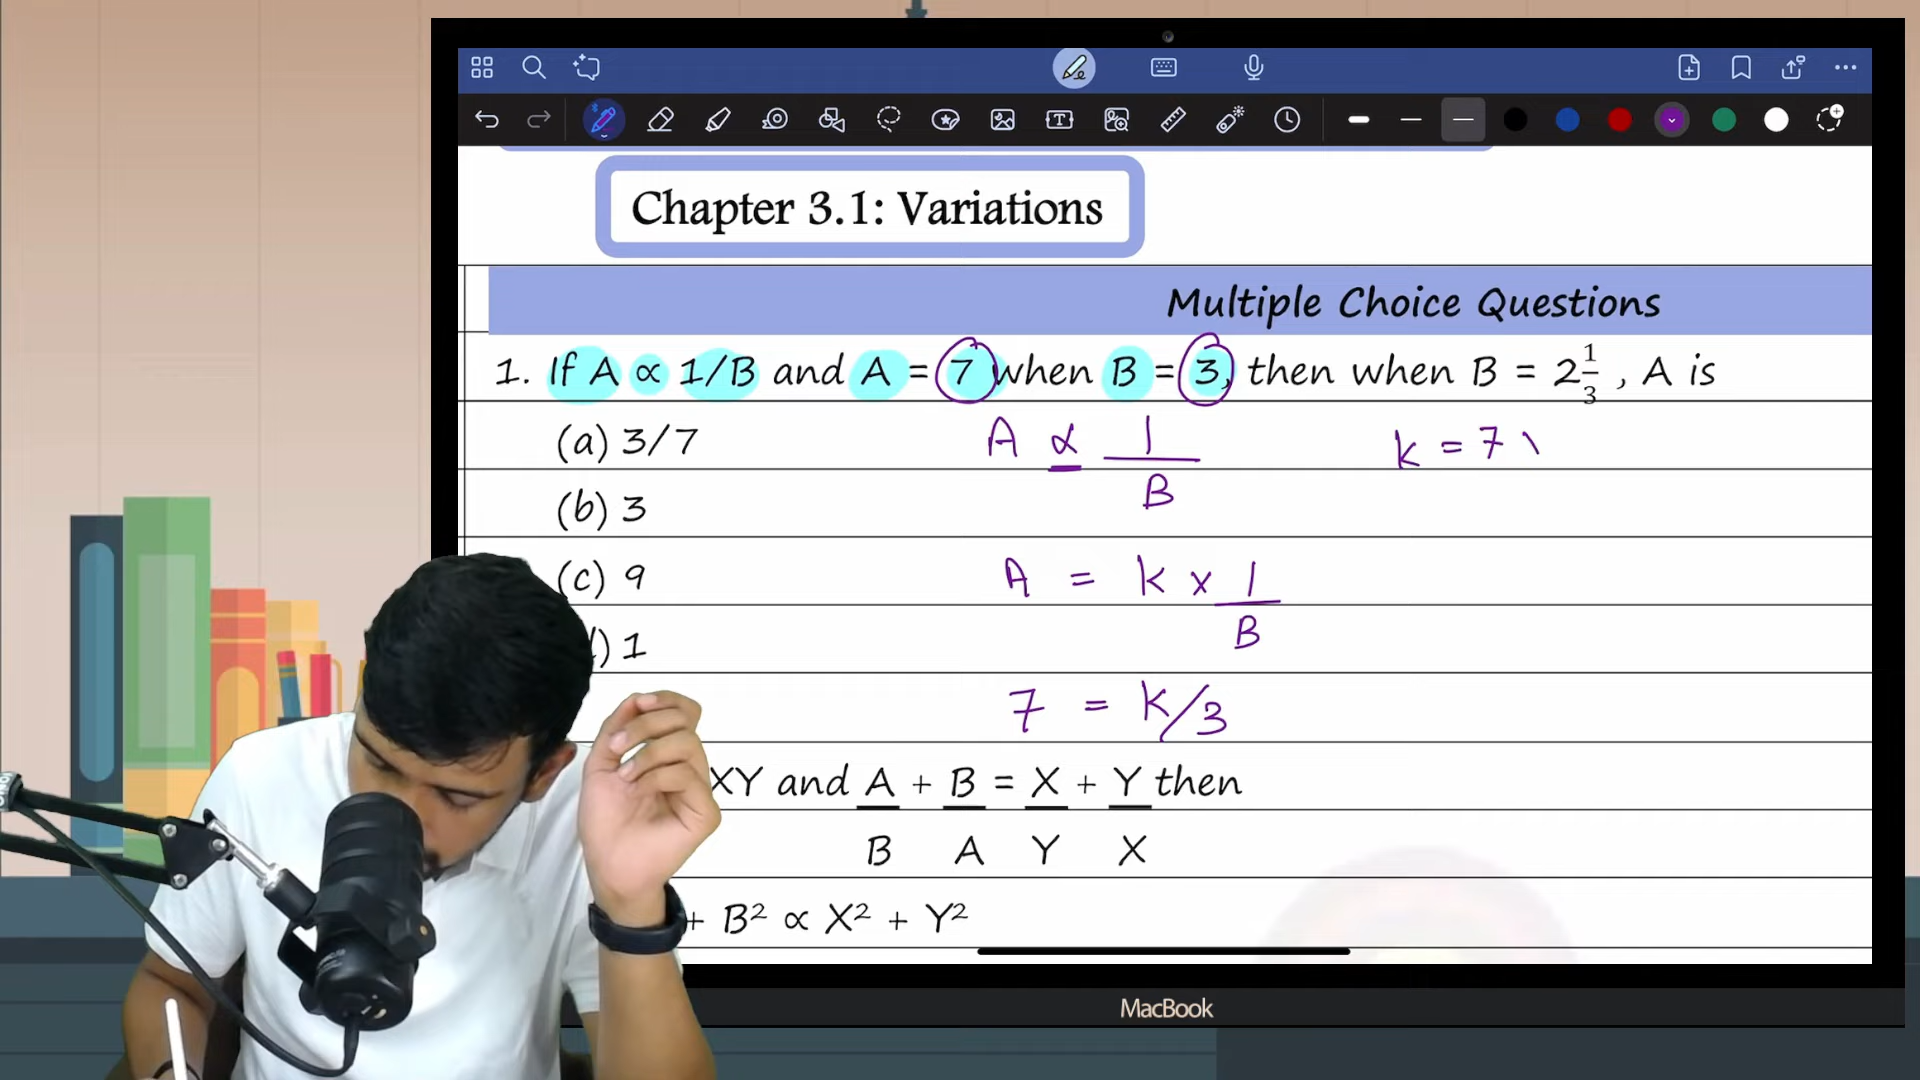 Chapter 3.1: Variations
Multiple Choice Questions
1. If A ∝ 1/B and A = 7 when B = 3, then when B = 2 1/3 , A is
(a) 3/7
A ∝ 1/B
k = 7
(b) 3
(c) 9
A = k x 1/B
) 1
7 = k/3
XY and A + B = X + Y then
B A Y X
+ B² ∝ X² + Y²
MacBook